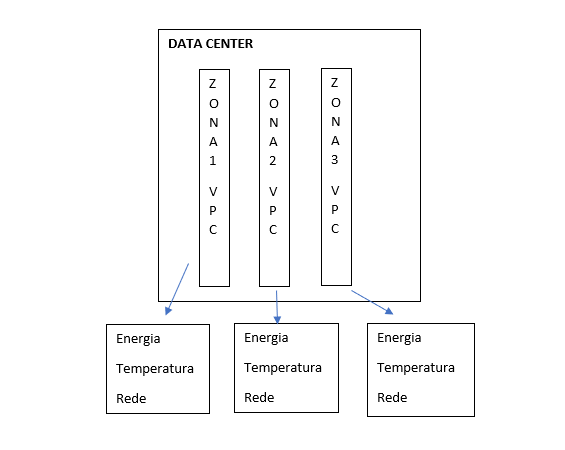 DATA CENTER
ZONA1 VPC
ZONA2 VPC
ZONA3 VPC
Energia
Temperatura
Rede
Energia
Temperatura
Rede
Energia
Temperatura
Rede